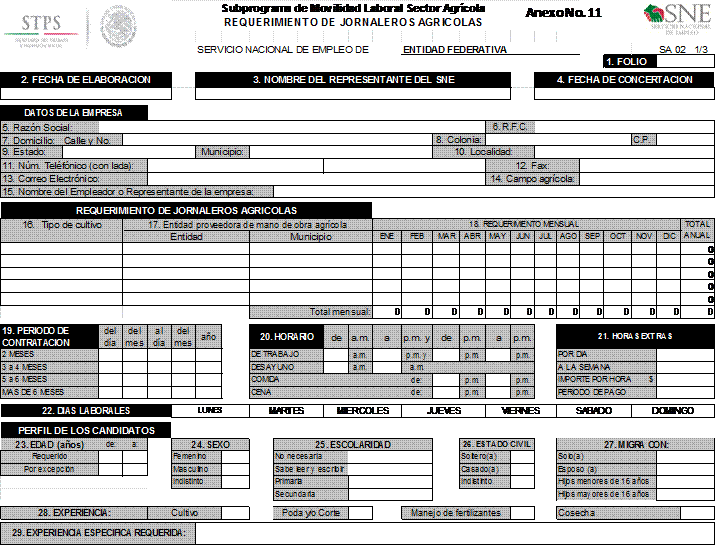 Subprograma de Movilidad Laboral Sector Agrícola
Anexo No. 11
REQUERIMIENTO DE JORNALEROS AGRICOLAS
STPS
SNE
SERVICIO NACIONAL DE EMPLEO
SERVICIO NACIONAL DE EMPLEO DE ENTIDAD FEDERATIVA SA 02 1/3
1. FOLIO
2. FECHA DE ELABORACION 3. NOMBRE DEL REPRESENTANTE DEL SNE 4. FECHA DE CONCERTACION
DATOS DE LA EMPRESA
5. Razón Social: 6. R.F.C.
7. Domicilio: Calle y No. 8. Colonia: C.P.
9. Estado: Municipio: 10. Localidad:
11. Núm. Teléfónico (con lada): 12. Fax:
13. Correo Electrónico: 14. Campo agrícola:
15. Nombre del Empleador o Representante de la empresa:
REQUERIMIENTO DE JORNALEROS AGRICOLAS
16. Tipo de cultivo 17. Entidad proveedora de mano de obra agrícola 18. REQUERIMIENTO MENSUAL TOTAL
Entidad Municipio ENE FEB MAR ABR MAY JUN JUL AGO SEP OCT NOV DIC ANUAL
0
0
0
0
0
Total mensual: 0 0 0 0 0 0 0 0 0 0 0 0 0
19. PERIODO DE CONTRATACION del día del mes al día del mes año
2 MESES
3 a 4 MESES
5 a 6 MESES
MAS DE 6 MESES
20. HORARIO de a.m. a p.m. y de p.m. a p.m.
DE TRABAJO a.m. p.m. y p.m. p.m.
DESAYUNO a.m. a.m.
COMIDA de: p.m. p.m.
CENA de: p.m. p.m.
21. HORAS EXTRAS
POR DIA
A LA SEMANA
IMPORTE POR HORA $
PERIODO DE PAGO
22. DIAS LABORALES LUNES MARTES MIERCOLES JUEVES VIERNES SABADO DOMINGO
PERFIL DE LOS CANDIDATOS
23. EDAD (años) de: a:
Requerido
Por excepción
24. SEXO
Femenino
Masculino
Indistinto
25. ESCOLARIDAD
No necesaria
Sabe leer y escribir
Primaria
Secundaria
26. ESTADO CIVIL
Soltero(a)
Casado(a)
Indistinto
27. MIGRA CON:
Solo(a)
Esposo (a)
Hijos menores de 16 años
Hijos mayores de 16 años
28. EXPERIENCIA: Cultivo Poda y/o Corte Manejo de fertilizantes Cosecha
29. EXPERIENCIA ESPECIFICA REQUERIDA: